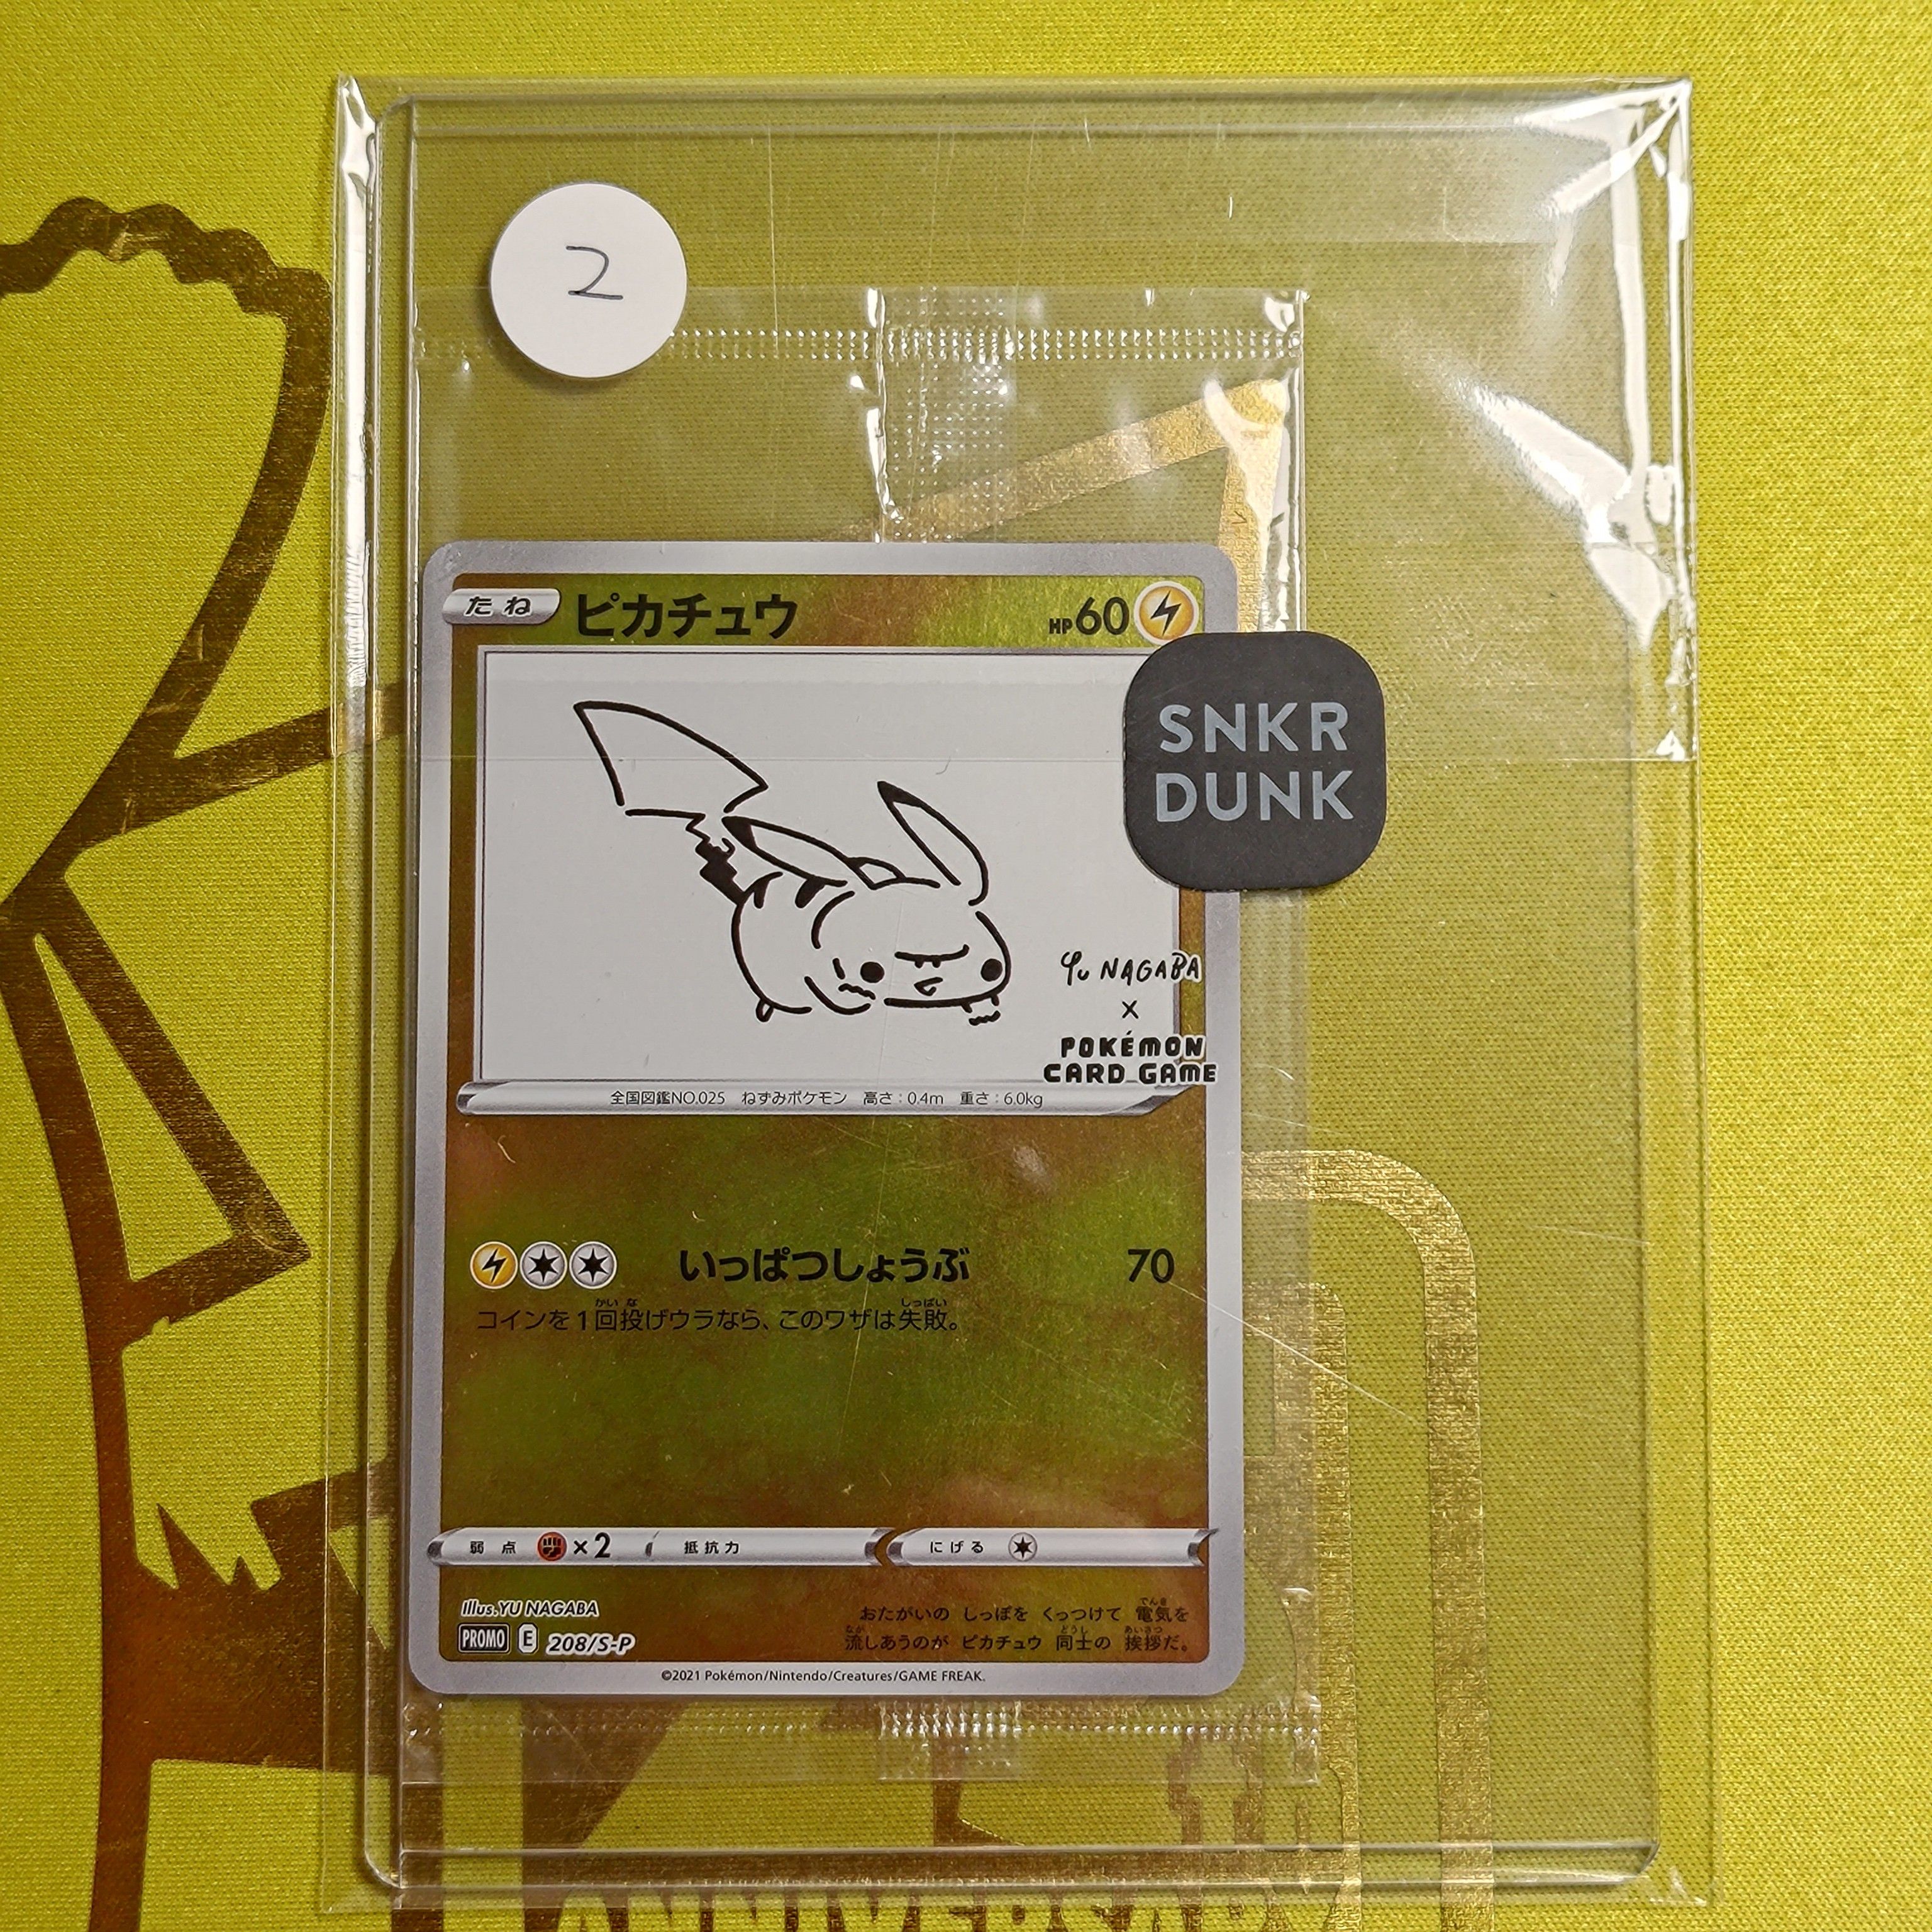 2
たね ピカチュウ HP60
SNKR
DUNK
Yu NAGABA
×
POKÉMON
CARD GAME
全国図鑑NO.025 ねずみポケモン 高さ:0.4m 重さ:6.0kg
いっぱつしょうぶ 70
コインを1回投げウラなら、このワザは失敗。
弱点 ×2 抵抗力 にげる
Illus.YU NAGABA
PROMO E 208/S-P
おたがいの しっぽを くっつけて 電気を
流しあうのが ピカチュウ 同士の 挨拶だ。
©2021 Pokémon/Nintendo/Creatures/GAME FREAK.
ANNIVERSARY